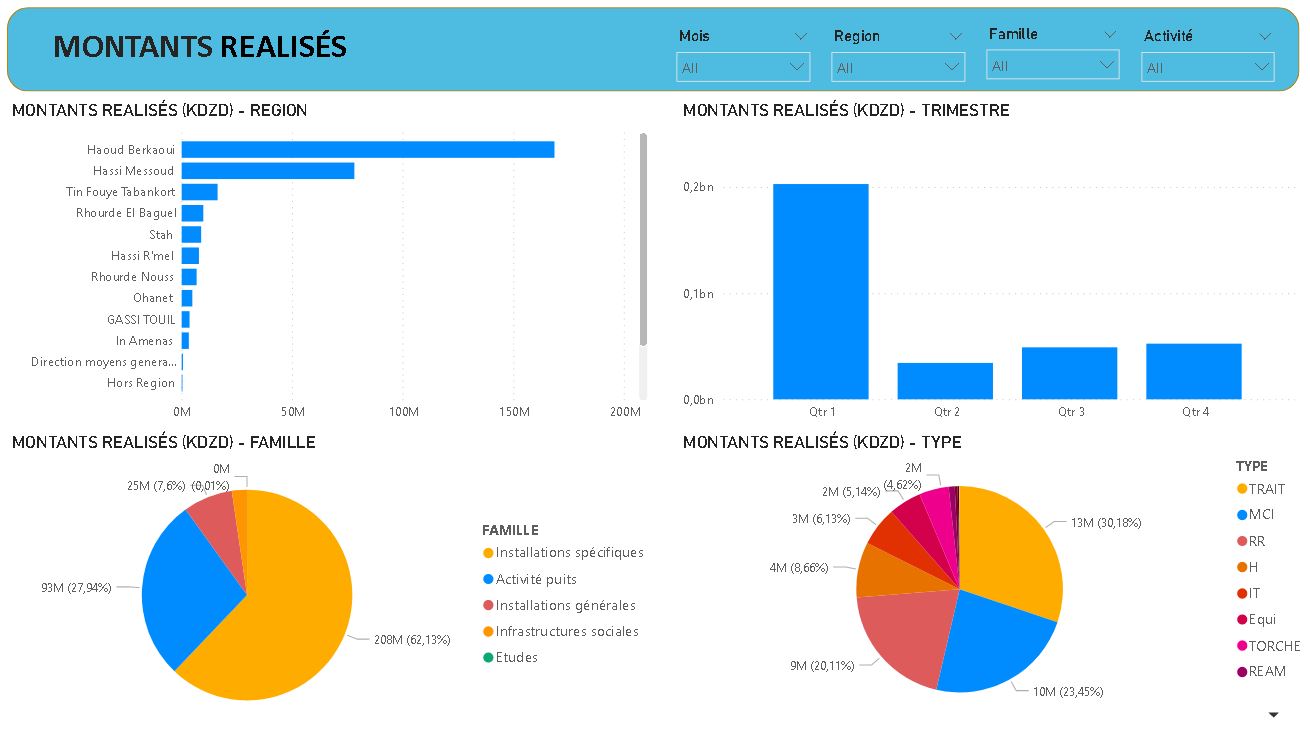 MONTANTS REALISÉS
Mois
Region
Famille
Activité
All
All
All
All
MONTANTS REALISÉS (KDZD) - REGION
Haoud Berkaoui
Hassi Messoud
Tin Fouye Tabankort
Rhourde El Baguel
Stah
Hassi R'mel
Rhourde Nouss
Ohanet
GASSI TOUIL
In Amenas
Direction moyens genera...
Hors Region
0M 50M 100M 150M 200M
MONTANTS REALISÉS (KDZD) - TRIMESTRE
0,2bn
0,1bn
0,0bn
Qtr 1 Qtr 2 Qtr 3 Qtr 4
MONTANTS REALISÉS (KDZD) - FAMILLE
0M
(0,01%)
25M (7,6%)
93M (27,94%)
208M (62,13%)
FAMILLE
Installations spécifiques
Activité puits
Installations générales
Infrastructures sociales
Etudes
MONTANTS REALISÉS (KDZD) - TYPE
2M
(4,62%)
2M (5,14%)
3M (6,13%)
4M (8,66%)
9M (20,11%)
10M (23,45%)
13M (30,18%)
TYPE
TRAIT
MCI
RR
H
IT
Equi
TORCHE
REAM